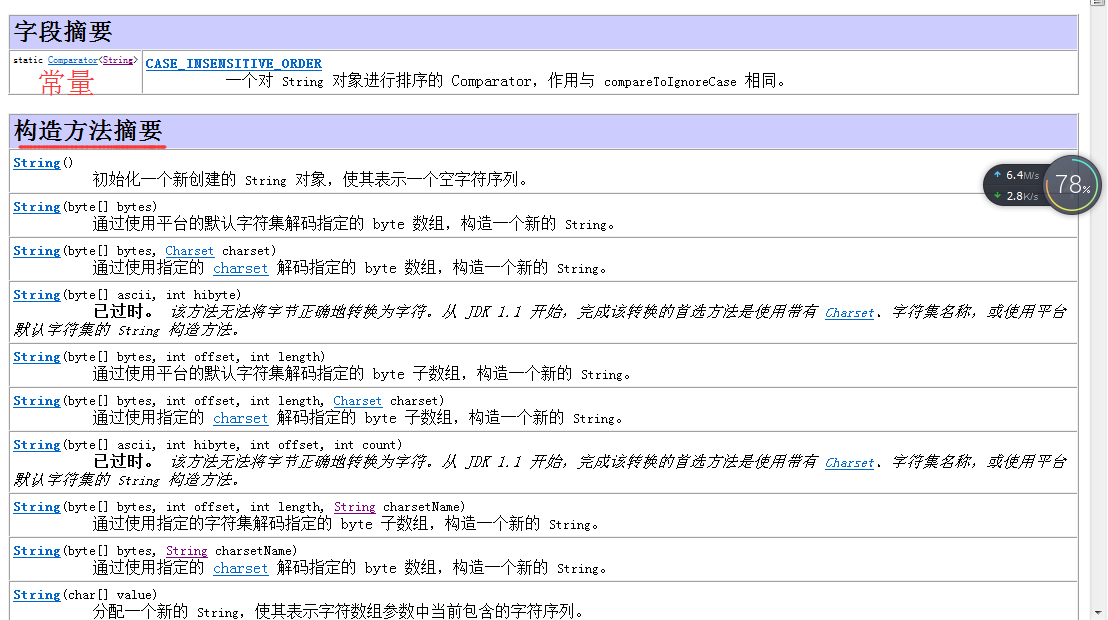 字段摘要
static Comparator<String>
常量
CASE_INSENSITIVE_ORDER
一个对 String 对象进行排序的 Comparator，作用与 compareToIgnoreCase 相同。
构造方法摘要
String()
初始化一个新创建的 String 对象，使其表示一个空字符序列。
String(byte[] bytes)
通过使用平台的默认字符集解码指定的 byte 数组，构造一个新的 String。
String(byte[] bytes, Charset charset)
通过使用指定的 charset 解码指定的 byte 数组，构造一个新的 String。
String(byte[] ascii, int hibyte)
已过时。 该方法无法将字节正确地转换为字符。从 JDK 1.1 开始，完成该转换的首选方法是使用带有 Charset、字符集名称，或使用平台
默认字符集的 String 构造方法。
String(byte[] bytes, int offset, int length)
通过使用平台的默认字符集解码指定的 byte 子数组，构造一个新的 String。
String(byte[] bytes, int offset, int length, Charset charset)
通过使用指定的 charset 解码指定的 byte 子数组，构造一个新的 String。
String(byte[] ascii, int hibyte, int offset, int count)
已过时。 该方法无法将字节正确地转换为字符。从 JDK 1.1 开始，完成该转换的首选方法是使用带有 Charset、字符集名称，或使用平台
默认字符集的 String 构造方法。
String(byte[] bytes, int offset, int length, String charsetName)
通过使用指定的字符集解码指定的 byte 子数组，构造一个新的 String。
String(byte[] bytes, String charsetName)
通过使用指定的 charset 解码指定的 byte 数组，构造一个新的 String。
String(char[] value)
分配一个新的 String，使其表示字符数组参数中当前包含的字符序列。
6.4M/s
2.8K/s
78%